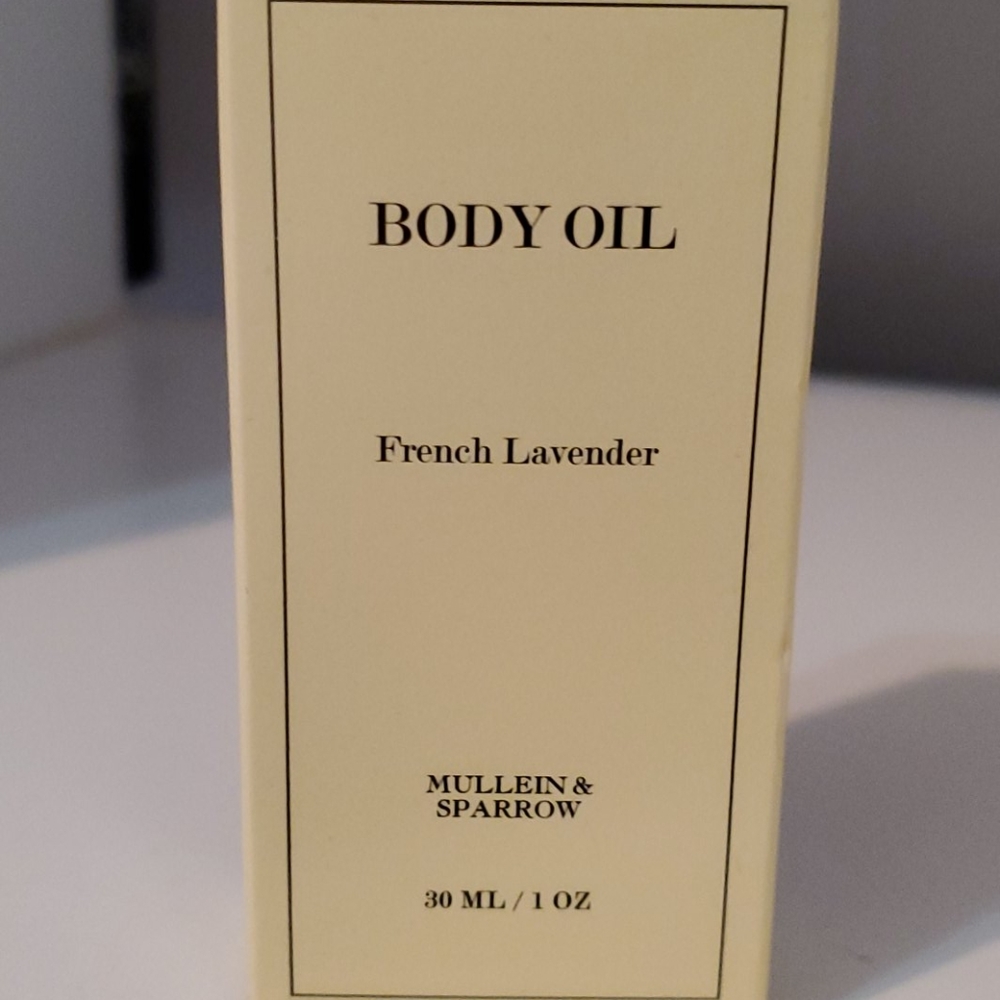 BODY OIL
French Lavender
MULLEIN &
SPARROW
30 ML / 1 OZ